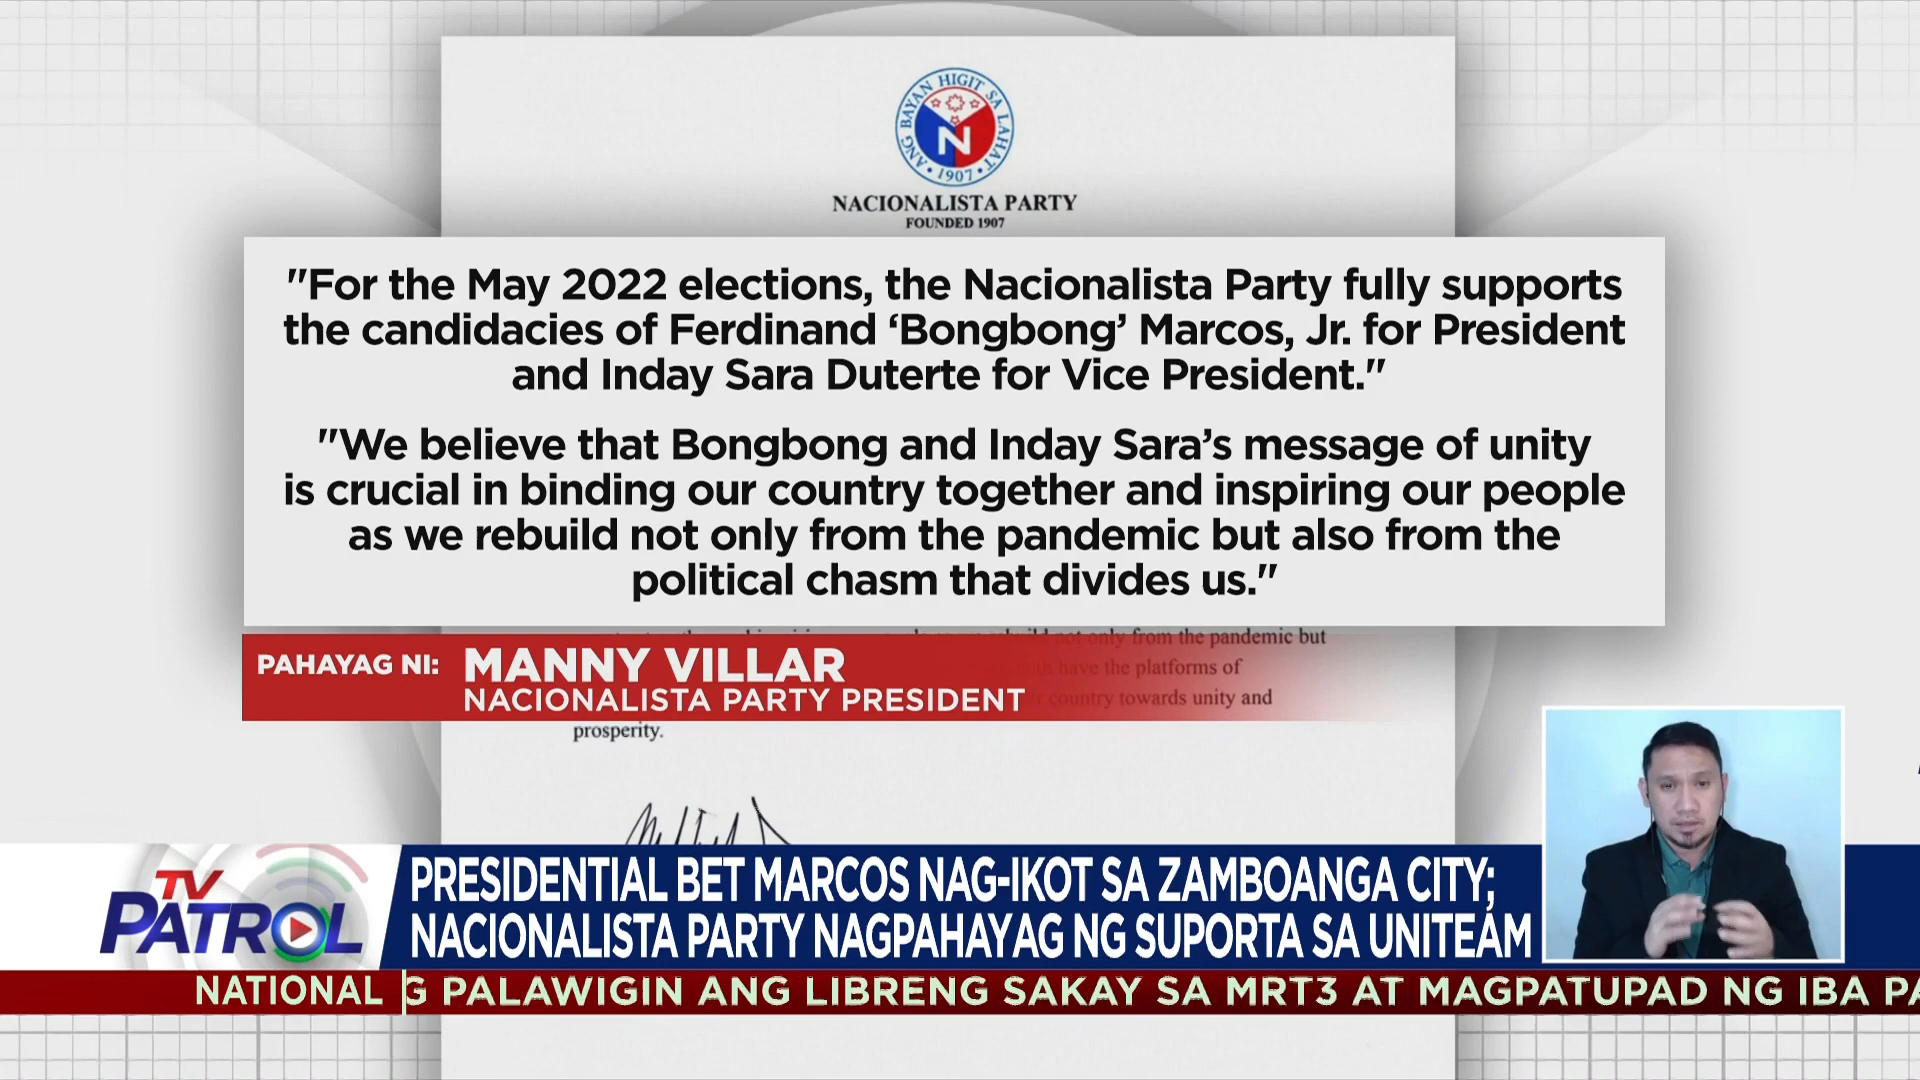 ANG BAYAN HIGIT SA LAHAT
• 1907 •
N
NACIONALISTA PARTY
FOUNDED 1907
"For the May 2022 elections, the Nacionalista Party fully supports
the candidacies of Ferdinand ‘Bongbong’ Marcos, Jr. for President
and Inday Sara Duterte for Vice President."
"We believe that Bongbong and Inday Sara’s message of unity
is crucial in binding our country together and inspiring our people
as we rebuild not only from the pandemic but also from the
political chasm that divides us."
not only from the pandemic but
have the platforms of
country towards unity and
prosperity.
PAHAYAG NI: MANNY VILLAR
NACIONALISTA PARTY PRESIDENT
TV
PATROL
PRESIDENTIAL BET MARCOS NAG-IKOT SA ZAMBOANGA CITY;
NACIONALISTA PARTY NAGPAHAYAG NG SUPORTA SA UNITEAM
NATIONAL G PALAWIGIN ANG LIBRENG SAKAY SA MRT3 AT MAGPATUPAD NG IBA PA